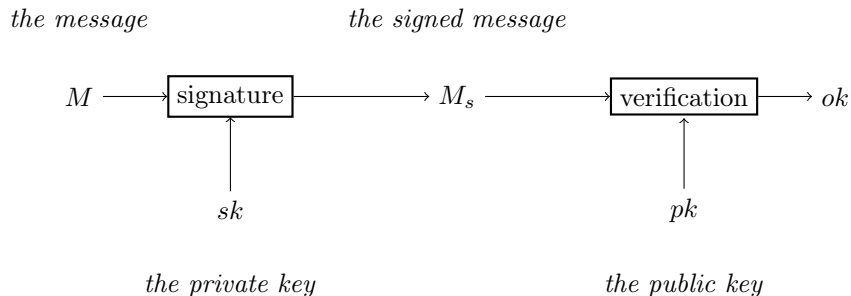 the message the signed message
M signature M_s verification ok
sk pk
the private key the public key